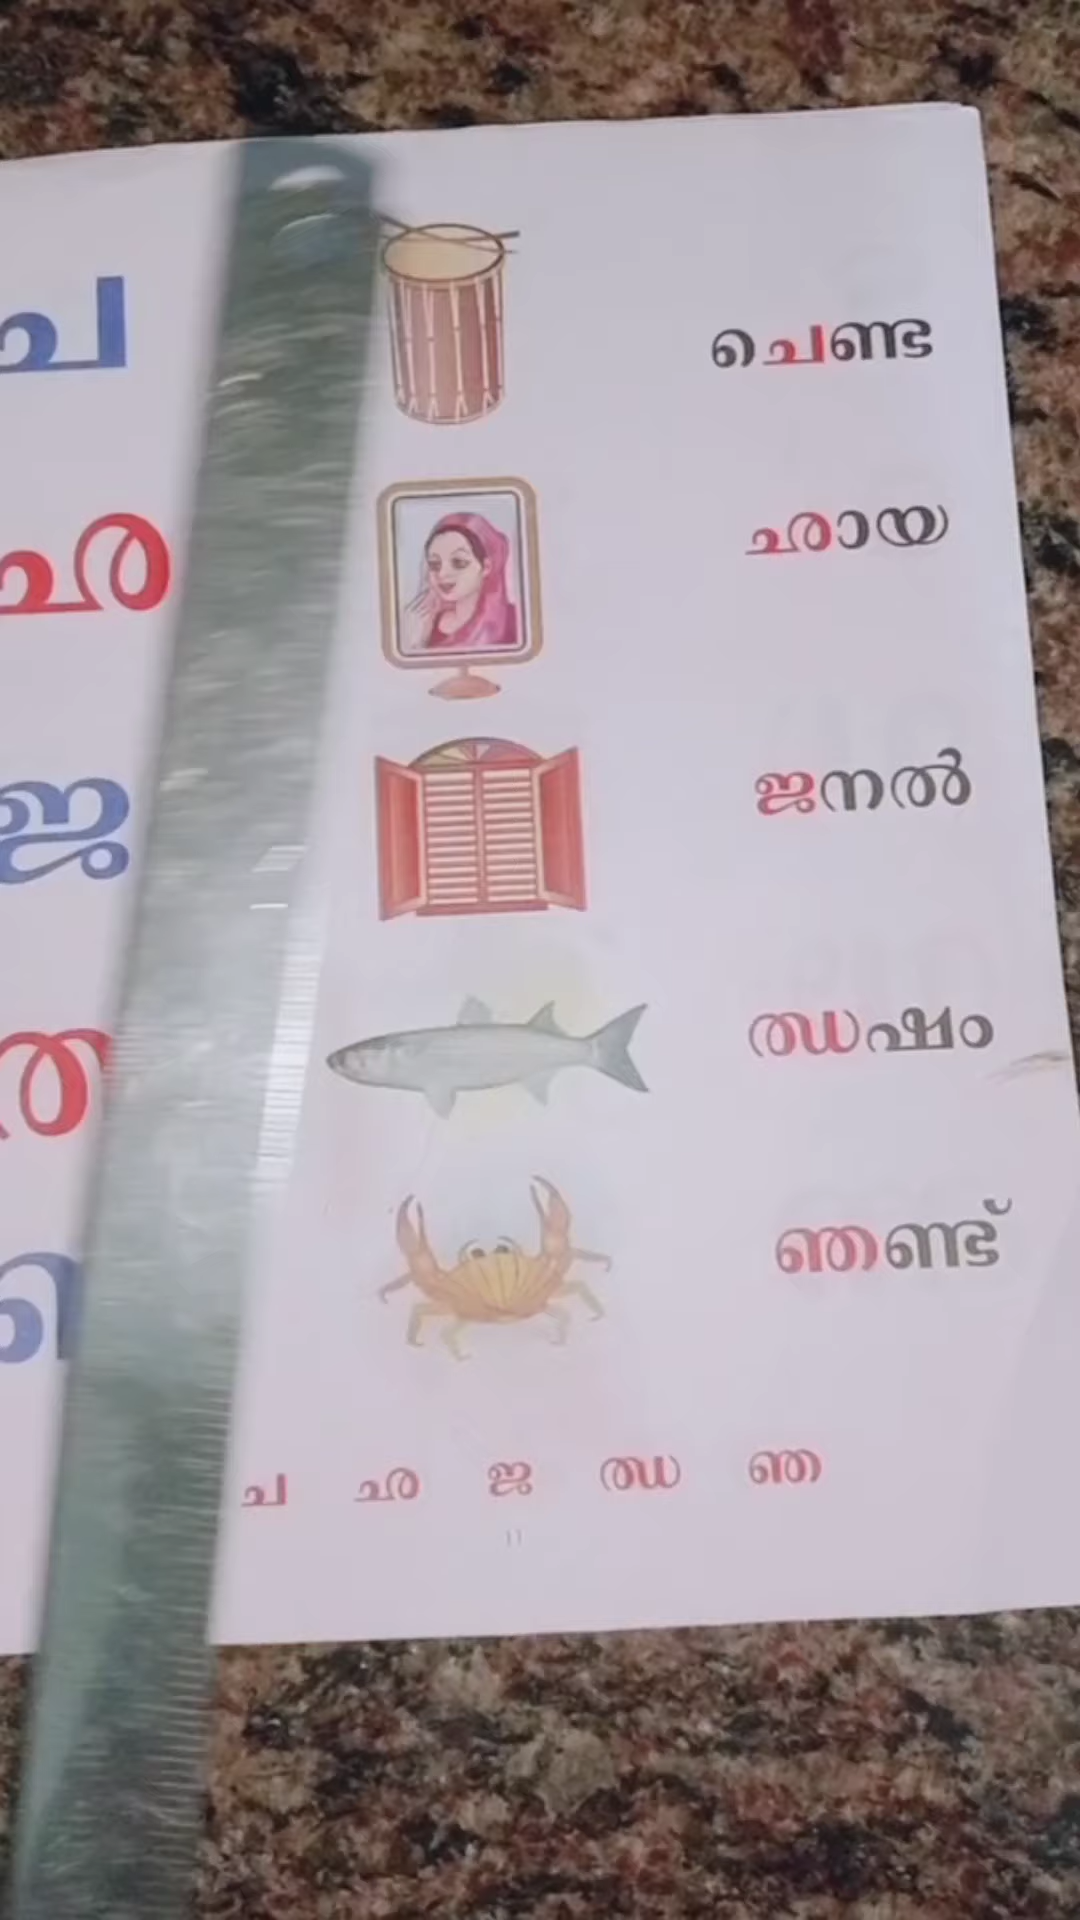 ച ചെണ്ട
ഛ ഛായ
ജ ജനൽ
ഝഷം
ഞണ്ട്
ച ഛ ജ ഝ ഞ
11